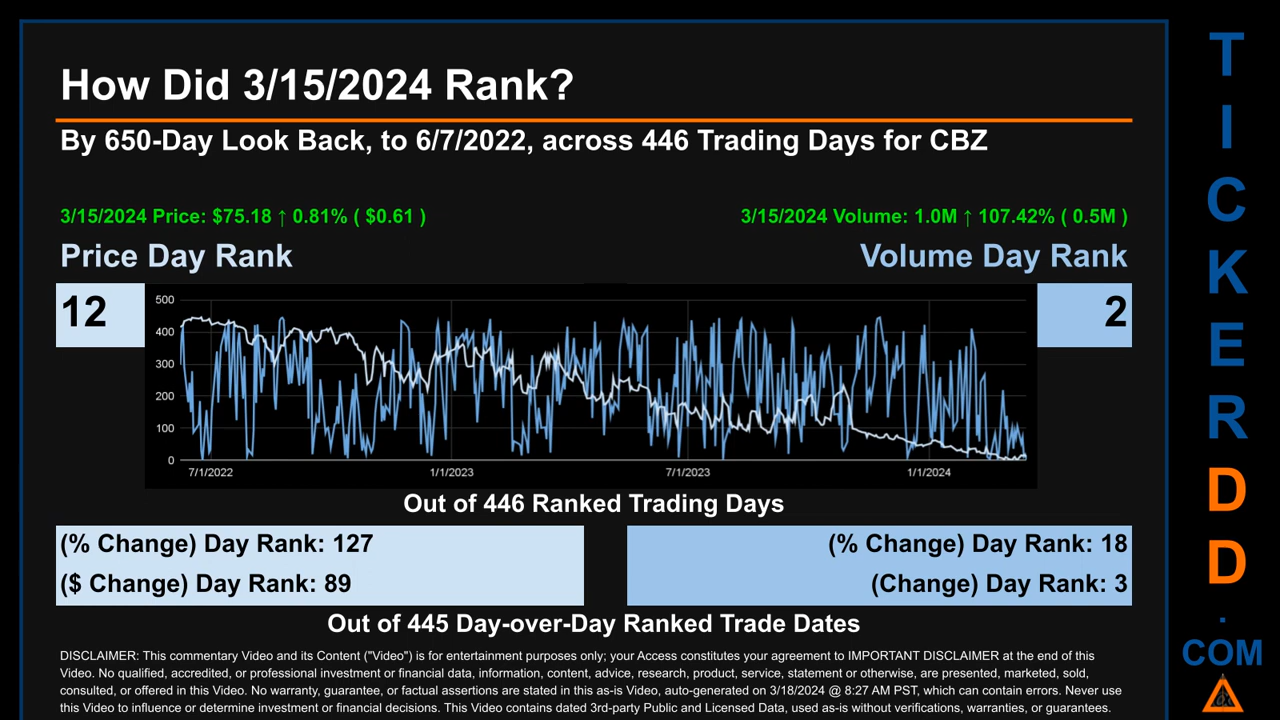 How Did 3/15/2024 Rank?
By 650-Day Look Back, to 6/7/2022, across 446 Trading Days for CBZ
3/15/2024 Price: $75.18 ↑ 0.81% ( $0.61 )
3/15/2024 Volume: 1.0M ↑ 107.42% ( 0.5M )
Price Day Rank
Volume Day Rank
12
2
500
400
300
200
100
0
7/1/2022
1/1/2023
7/1/2023
1/1/2024
Out of 446 Ranked Trading Days
(% Change) Day Rank: 127
($ Change) Day Rank: 89
(% Change) Day Rank: 18
(Change) Day Rank: 3
Out of 445 Day-over-Day Ranked Trade Dates
DISCLAIMER: This commentary Video and its Content ("Video") is for entertainment purposes only; your Access constitutes your agreement to IMPORTANT DISCLAIMER at the end of this
Video. No qualified, accredited, or professional investment or financial data, information, content, advice, research, product, service, statement or otherwise, are presented, marketed, sold,
consulted, or offered in this Video. No warranty, guarantee, or factual assertions are stated in this as-is Video, auto-generated on 3/18/2024 @ 8:27 AM PST, which can contain errors. Never use
this Video to influence or determine investment or financial decisions. This Video contains dated 3rd-party Public and Licensed Data, used as-is without verifications, warranties, or guarantees.
T
I
C
K
E
R
D
D
.
COM